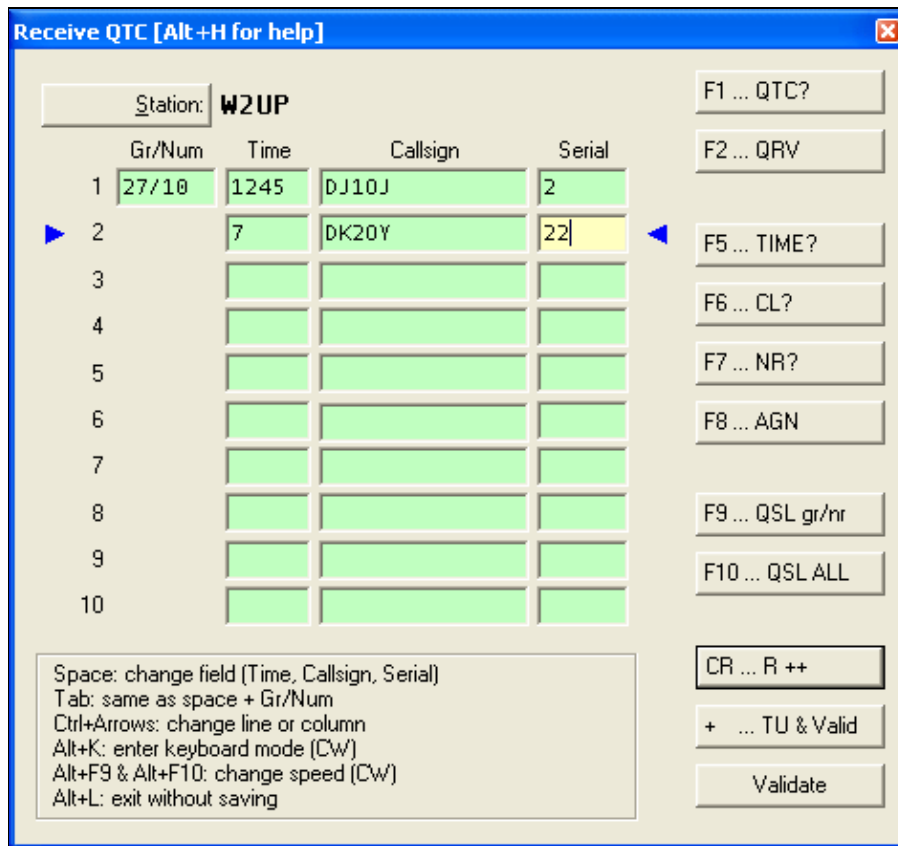 Receive QTC [Alt+H for help]
Station: W2UP
F1 ... QTC?
Gr/Num Time Callsign Serial
F2 ... QRV
1 27/10 1245 DJ1OJ 2
2 7 DK2OY 22
F5 ... TIME?
3
F6 ... CL?
4
5
F7 ... NR?
6
F8 ... AGN
7
8
F9 ... QSL gr/nr
9
F10 ... QSL ALL
10
CR ... R ++
Space: change field (Time, Callsign, Serial)
Tab: same as space + Gr/Num
Ctrl+Arrows: change line or column
+ ... TU & Valid
Alt+K: enter keyboard mode (CW)
Alt+F9 & Alt+F10: change speed (CW)
Validate
Alt+L: exit without saving